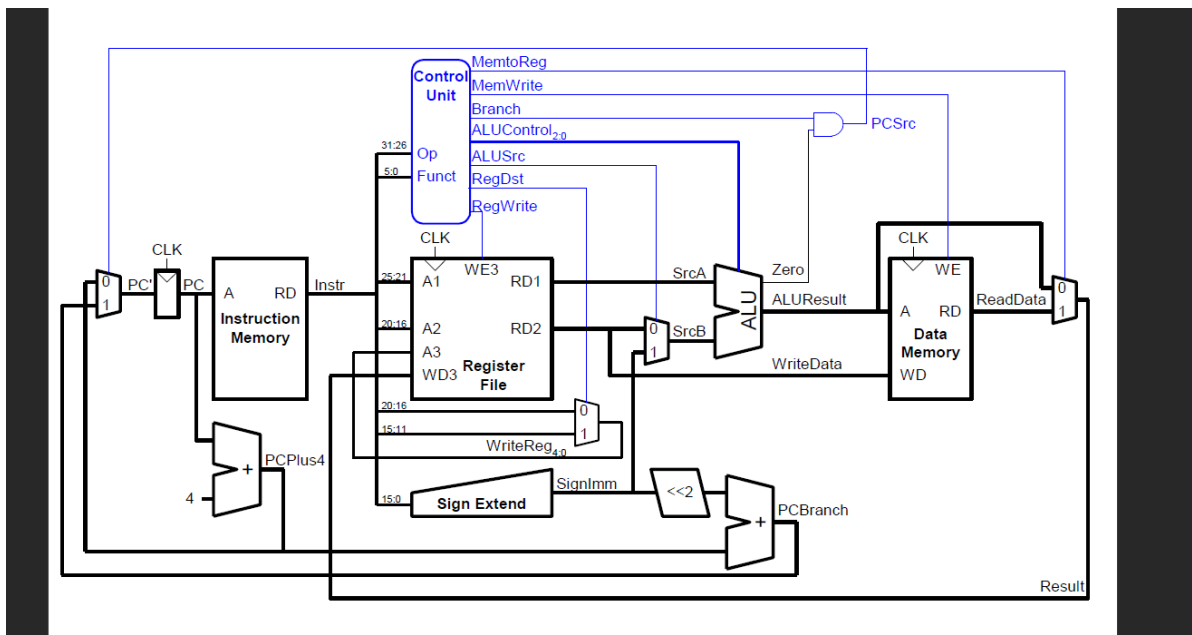 MemtoReg
Control Unit
MemWrite
Branch
PCSrc
ALUControl2:0
31:26
Op
ALUSrc
5:0
Funct
RegDst
RegWrite
CLK
CLK
CLK
0
1
PC'
PC
A
RD
Instruction Memory
Instr
25:21
A1
WE3
RD1
SrcA
Zero
ALU
ALUResult
WE
A
RD
ReadData
Data Memory
WD
0
1
20:16
A2
RD2
0
1
SrcB
A3
WD3
Register File
WriteData
20:16
0
15:11
1
WriteReg4:0
PCPlus4
+
4
SignImm
15:0
Sign Extend
<<2
+
PCBranch
Result